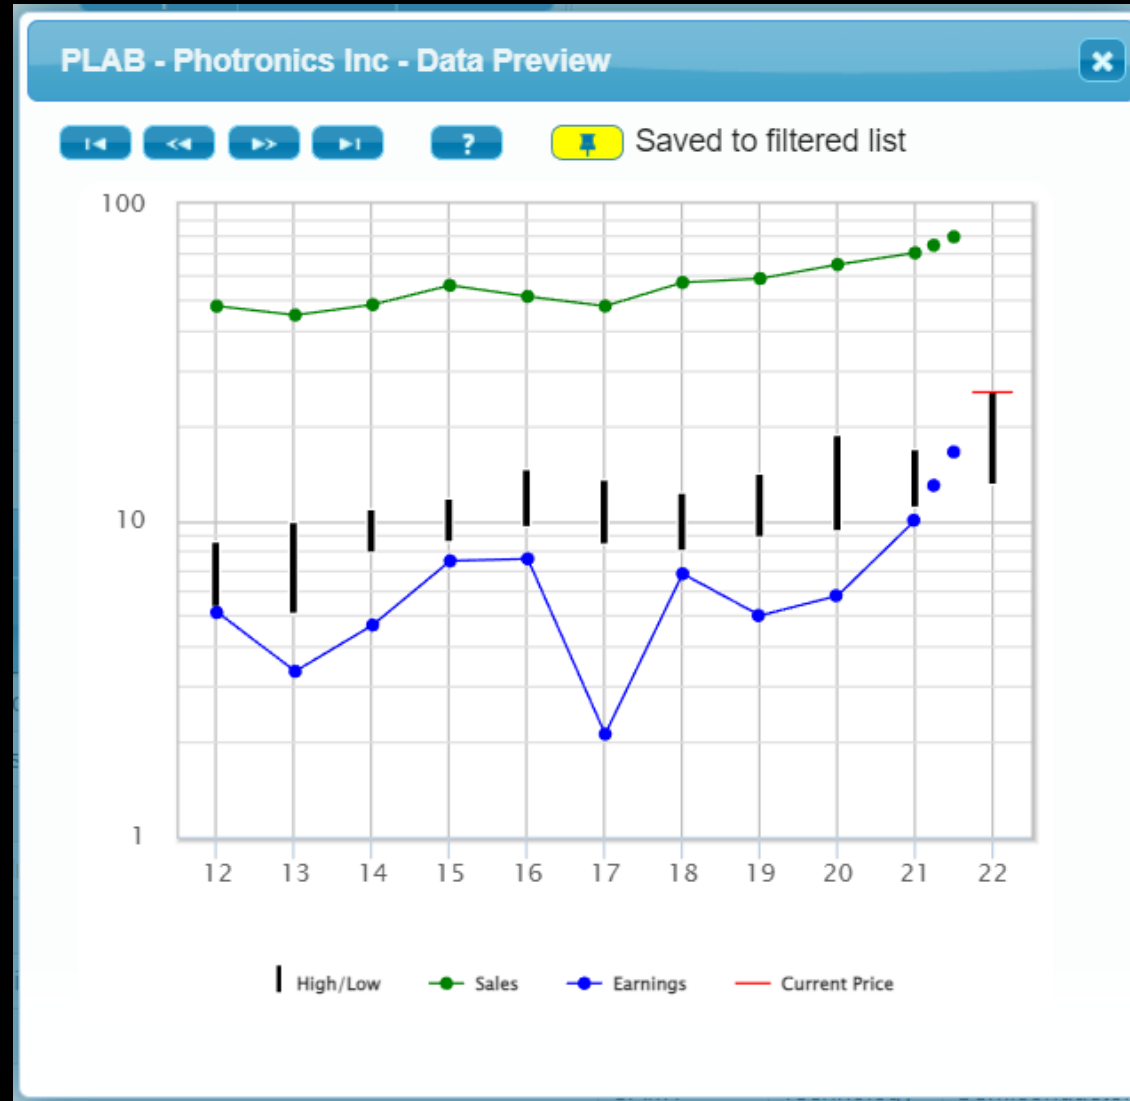 PLAB - Photronics Inc - Data Preview
? Saved to filtered list
100
10
1
12 13 14 15 16 17 18 19 20 21 22
High/Low Sales Earnings Current Price